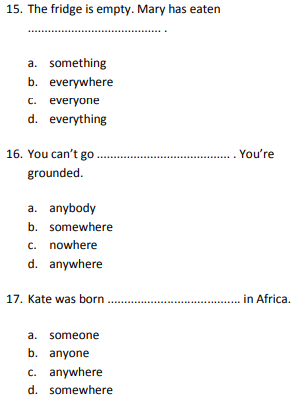 15. The fridge is empty. Mary has eaten
........................................ .
a. something
b. everywhere
c. everyone
d. everything
16. You can't go ........................................ . You're
grounded.
a. anybody
b. somewhere
c. nowhere
d. anywhere
17. Kate was born ........................................ in Africa.
a. someone
b. anyone
c. anywhere
d. somewhere